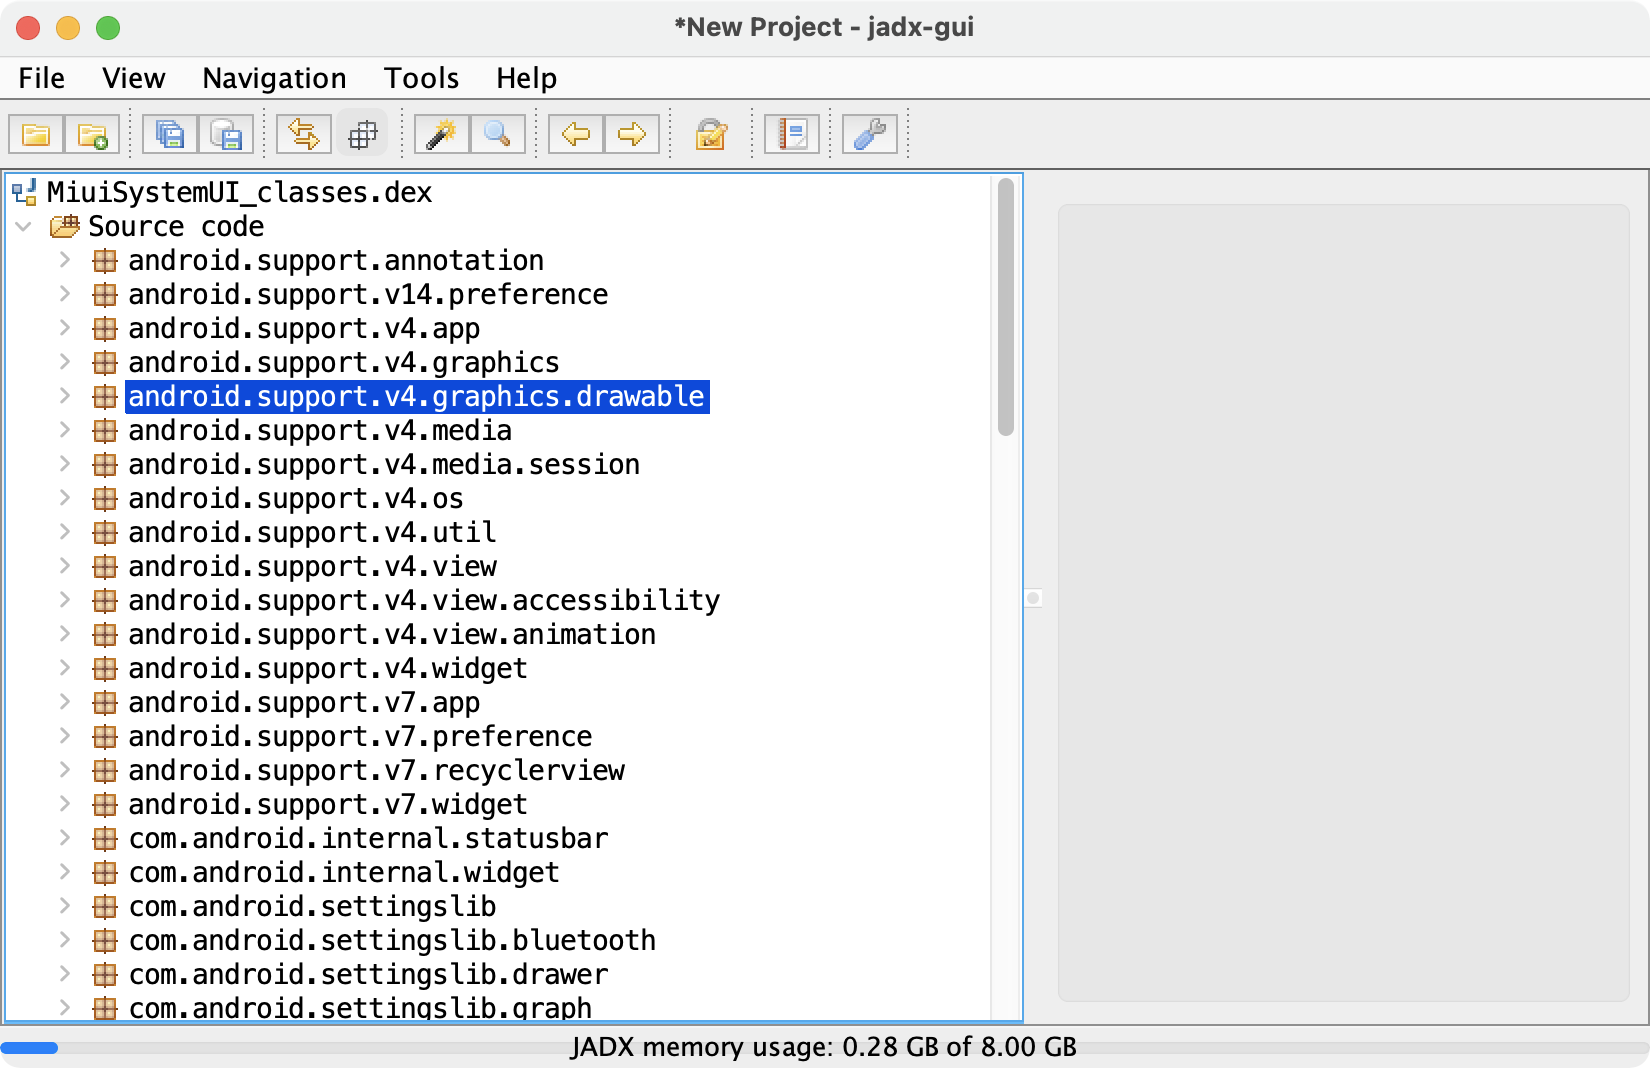 *New Project - jadx-gui
File View Navigation Tools Help
MiuiSystemUI_classes.dex
Source code
android.support.annotation
android.support.v14.preference
android.support.v4.app
android.support.v4.graphics
android.support.v4.graphics.drawable
android.support.v4.media
android.support.v4.media.session
android.support.v4.os
android.support.v4.util
android.support.v4.view
android.support.v4.view.accessibility
android.support.v4.view.animation
android.support.v4.widget
android.support.v7.app
android.support.v7.preference
android.support.v7.recyclerview
android.support.v7.widget
com.android.internal.statusbar
com.android.internal.widget
com.android.settingslib
com.android.settingslib.bluetooth
com.android.settingslib.drawer
com.android.settingslib.graph
JADX memory usage: 0.28 GB of 8.00 GB